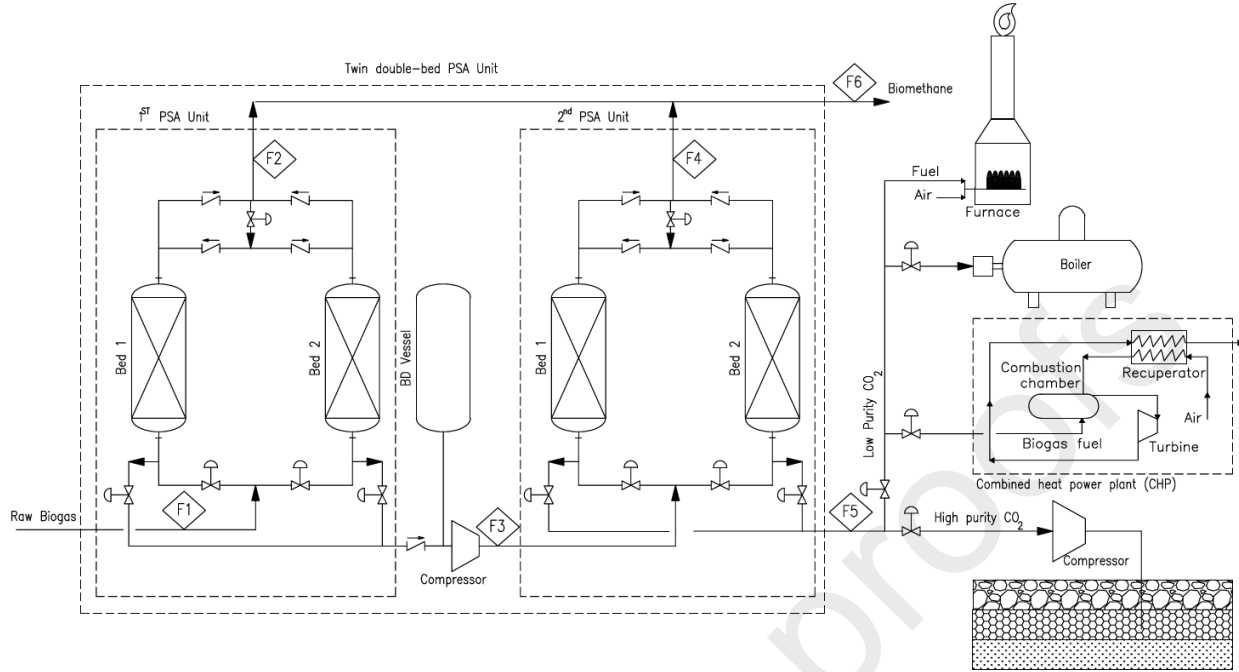 Twin double-bed PSA Unit
F6
Biomethane
1ST PSA Unit
2nd PSA Unit
F2
F4
Fuel
Air
Furnace
Boiler
Bed 1
Bed 2
BD Vessel
Bed 1
Bed 2
Low Purity CO2
Combustion
chamber
Recuperator
Air
Biogas fuel
Turbine
Combined heat power plant (CHP)
Raw Biogas
F1
F3
F5
High purity CO2
Compressor
Compressor
proofs